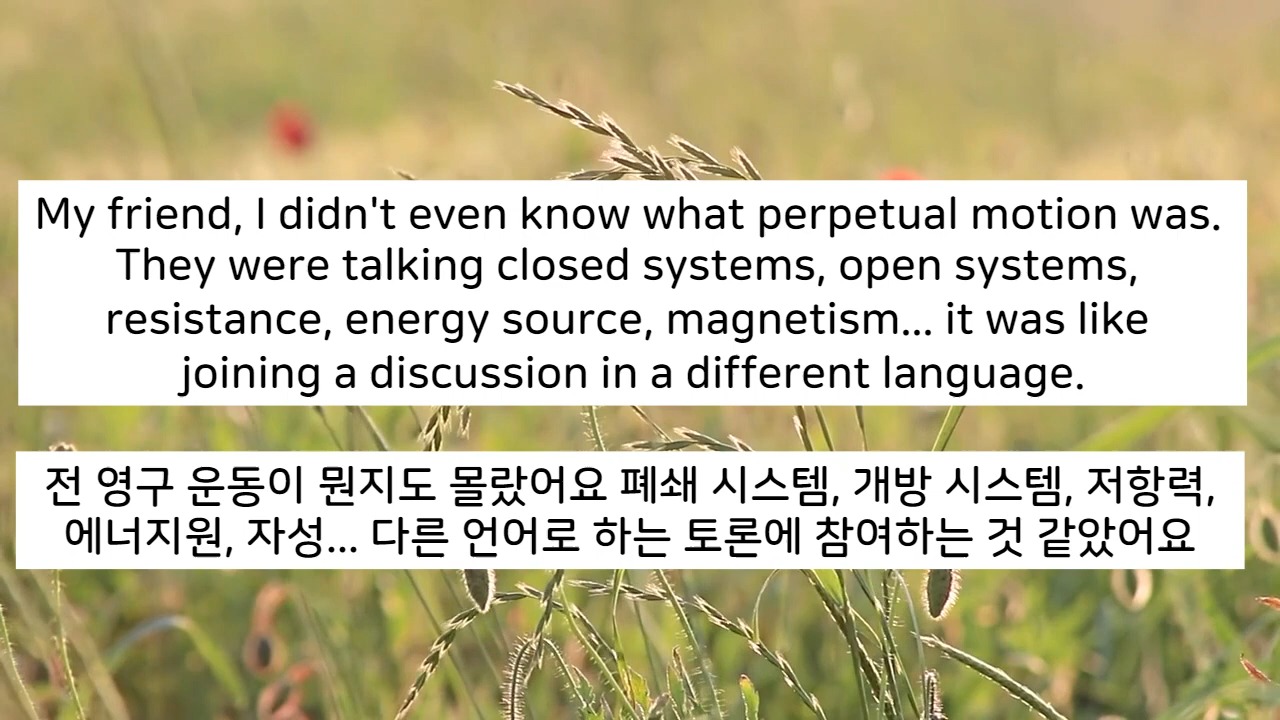 My friend, I didn't even know what perpetual motion was.
They were talking closed systems, open systems,
resistance, energy source, magnetism... it was like
joining a discussion in a different language.
전 영구 운동이 뭔지도 몰랐어요 폐쇄 시스템, 개방 시스템, 저항력,
에너지원, 자성... 다른 언어로 하는 토론에 참여하는 것 같았어요